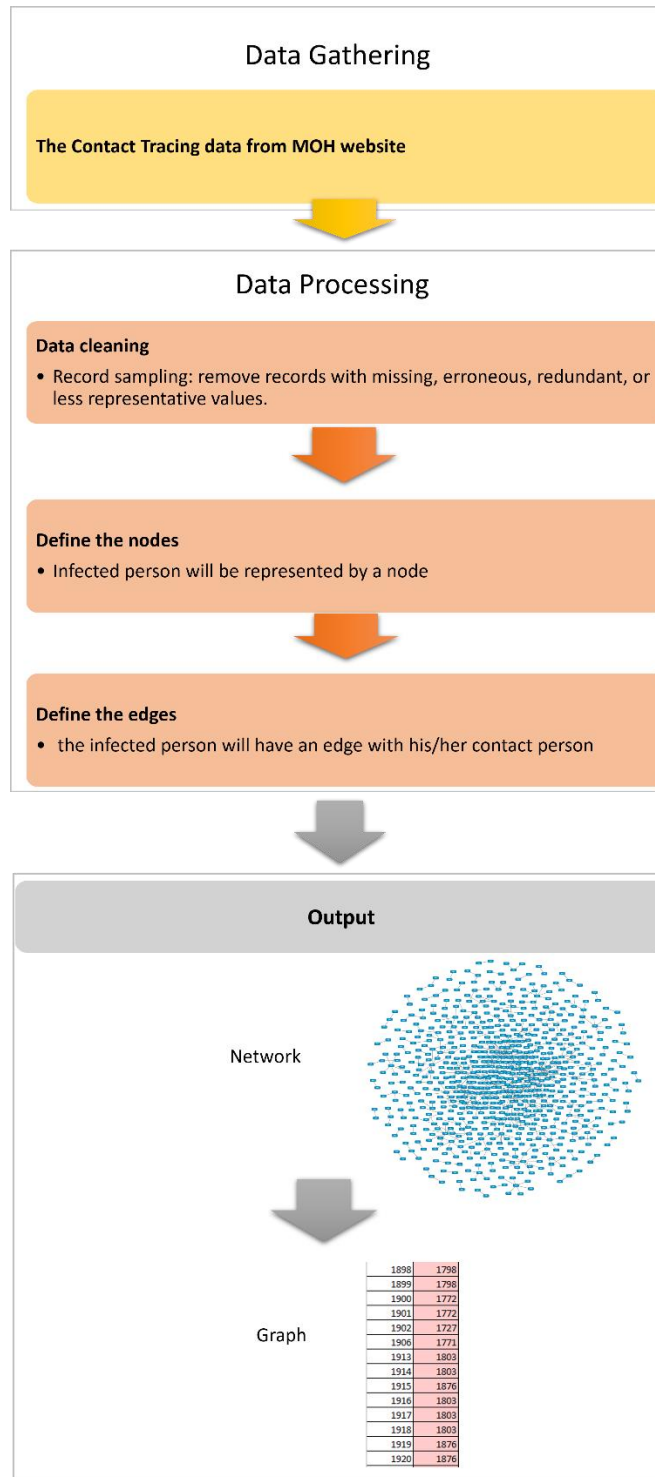 Data Gathering
The Contact Tracing data from MOH website
Data Processing
Data cleaning
• Record sampling: remove records with missing, erroneous, redundant, or
less representative values.
Define the nodes
• Infected person will be represented by a node
Define the edges
• the infected person will have an edge with his/her contact person
Output
Network
Graph
1898 1798
1899 1798
1900 1772
1901 1772
1902 1727
1906 1771
1913 1803
1914 1803
1915 1876
1916 1803
1917 1803
1918 1803
1919 1876
1920 1876